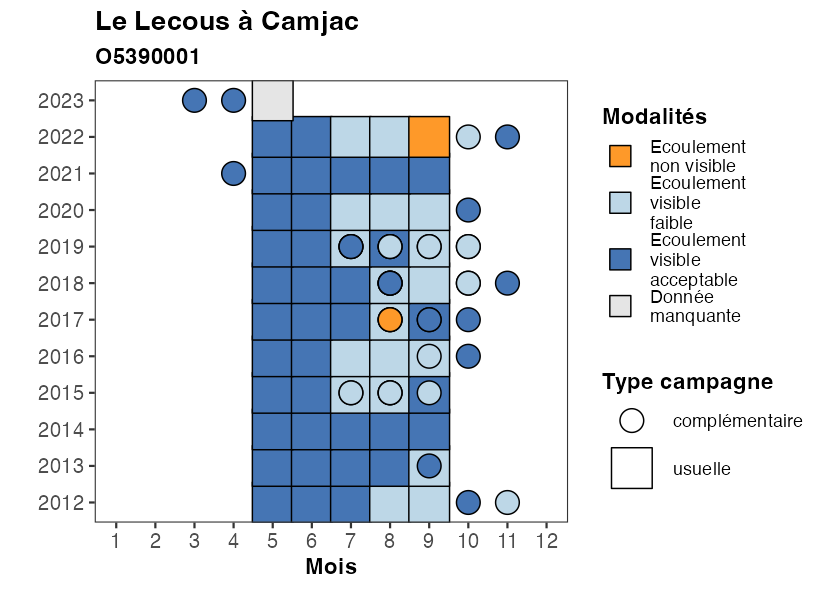 Le Lecous à Camjac
O5390001
2023
2022
2021
2020
2019
2018
2017
2016
2015
2014
2013
2012
1 2 3 4 5 6 7 8 9 10 11 12
Mois
Modalités
Ecoulement
non visible
Ecoulement
visible
faible
Ecoulement
visible
acceptable
Donnée
manquante
Type campagne
complémentaire
usuelle